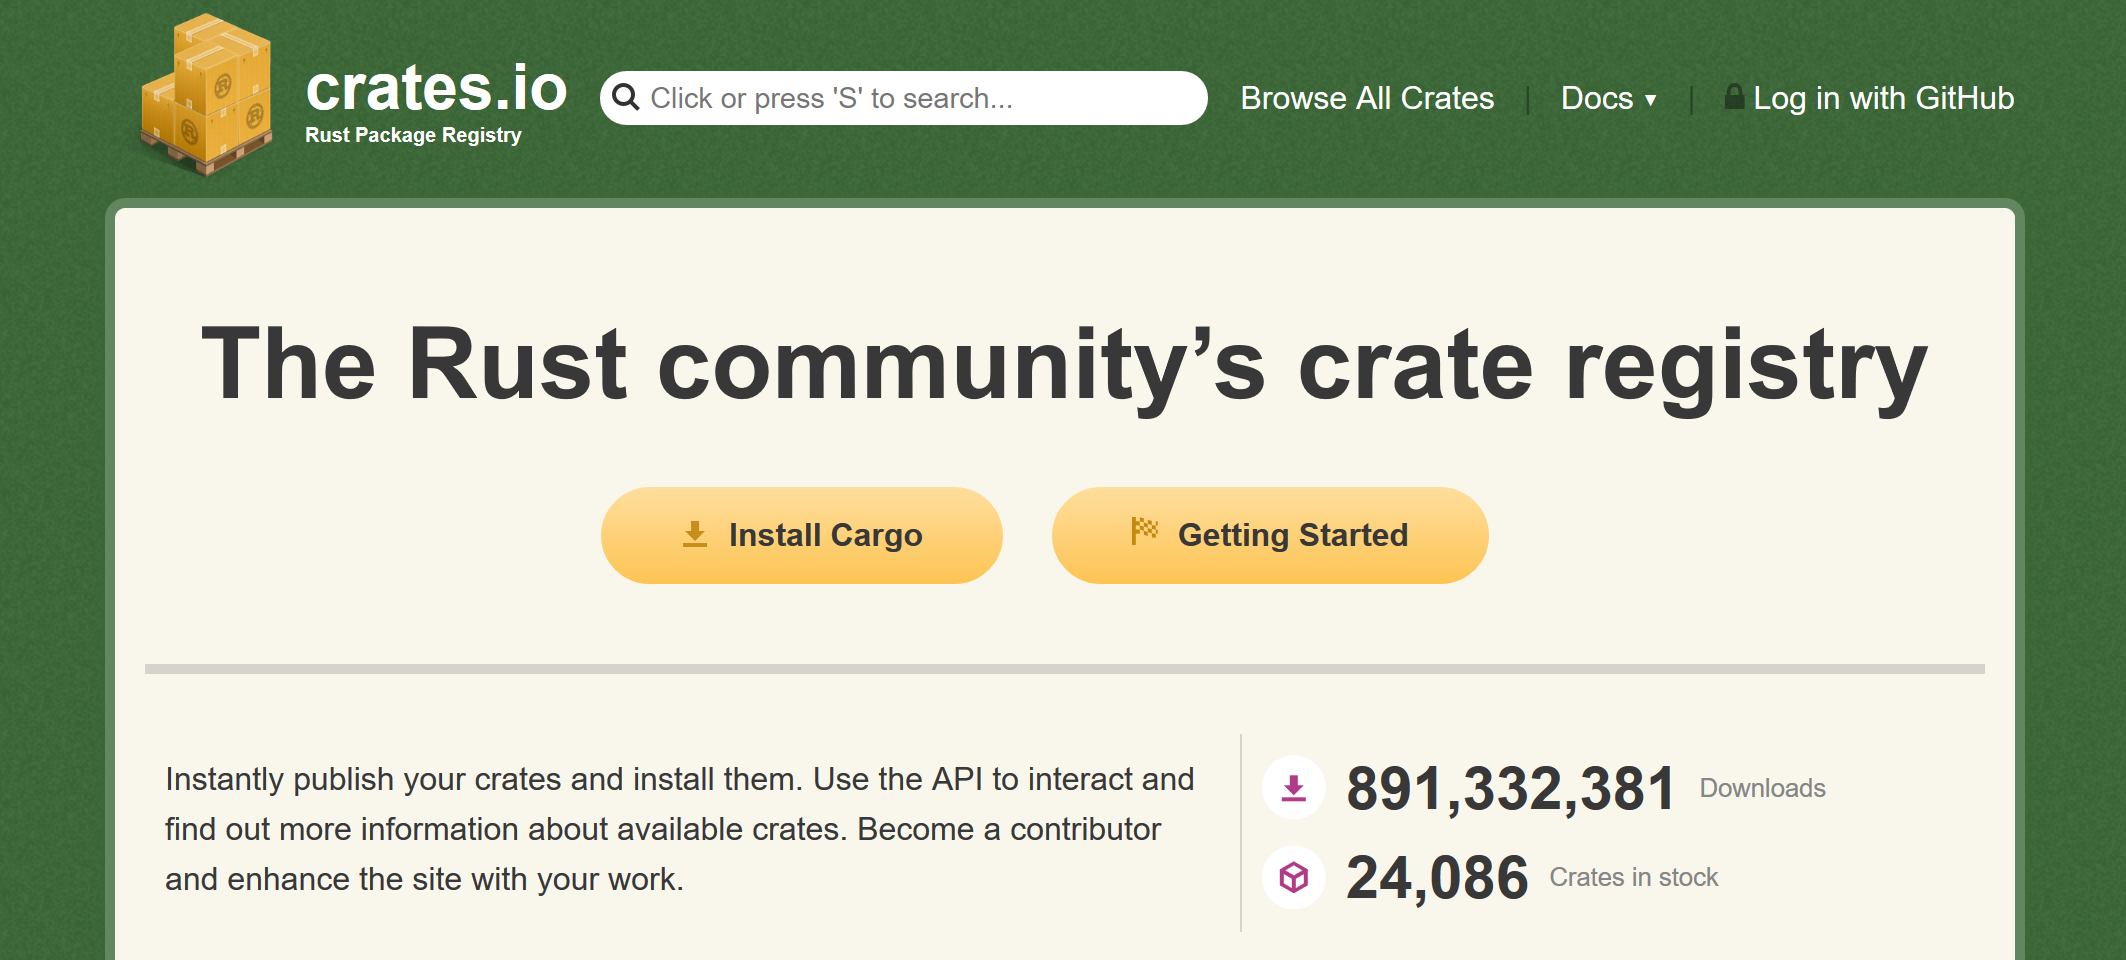 crates.io
Rust Package Registry
Click or press 'S' to search...
Browse All Crates | Docs ▼ | Log in with GitHub
The Rust community’s crate registry
Install Cargo
Getting Started
Instantly publish your crates and install them. Use the API to interact and
find out more information about available crates. Become a contributor
and enhance the site with your work.
891,332,381 Downloads
24,086 Crates in stock